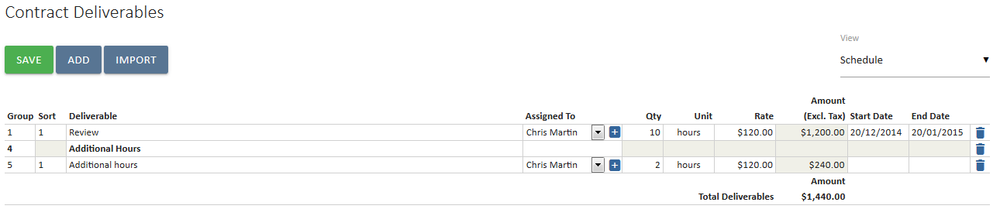 Contract Deliverables
View
SAVE ADD IMPORT
Schedule
Amount
Group Sort Deliverable Assigned To Qty Unit Rate (Excl. Tax) Start Date End Date
1 1 Review Chris Martin 10 hours $120.00 $1,200.00 20/12/2014 20/01/2015
4 Additional Hours
5 1 Additional hours Chris Martin 2 hours $120.00 $240.00
Amount
Total Deliverables $1,440.00